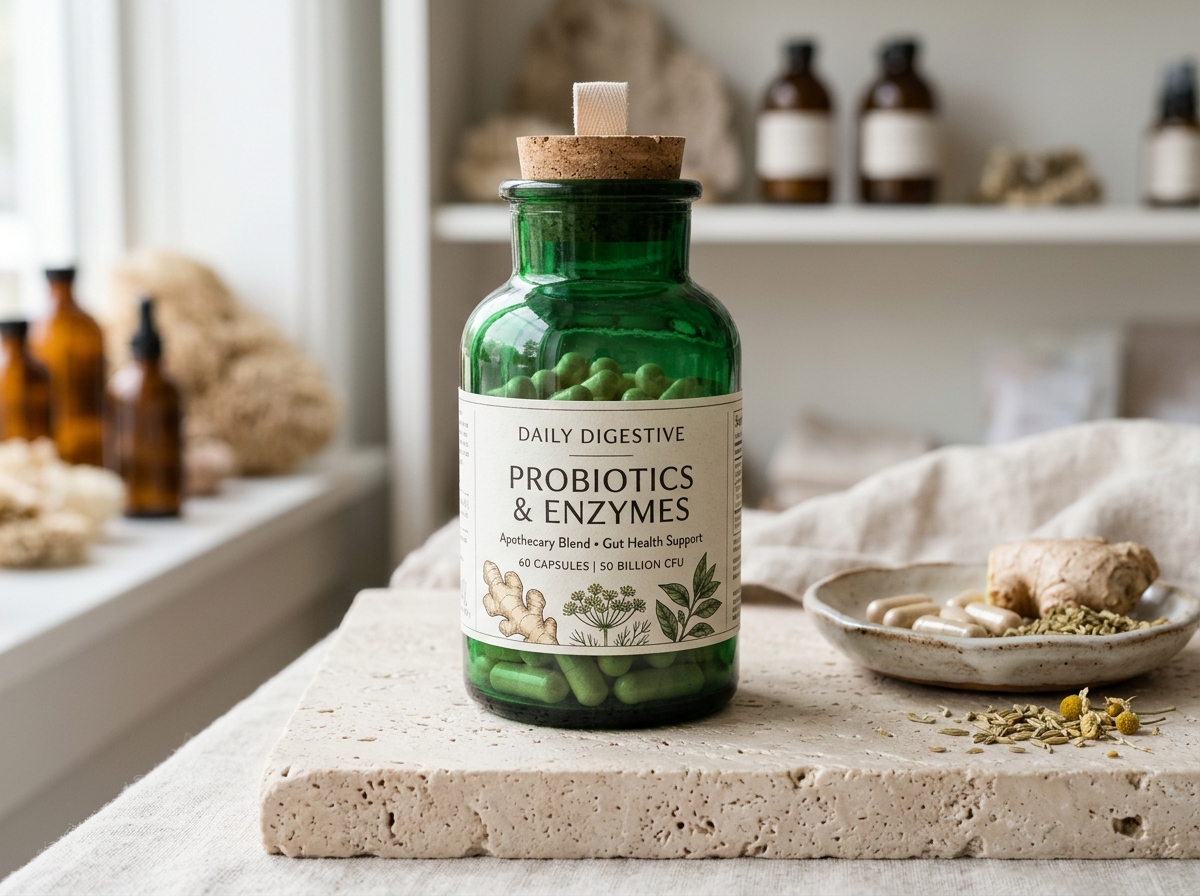 DAILY DIGESTIVE
PROBIOTICS
& ENZYMES
Apothecary Blend • Gut Health Support
60 CAPSULES | 50 BILLION CFU